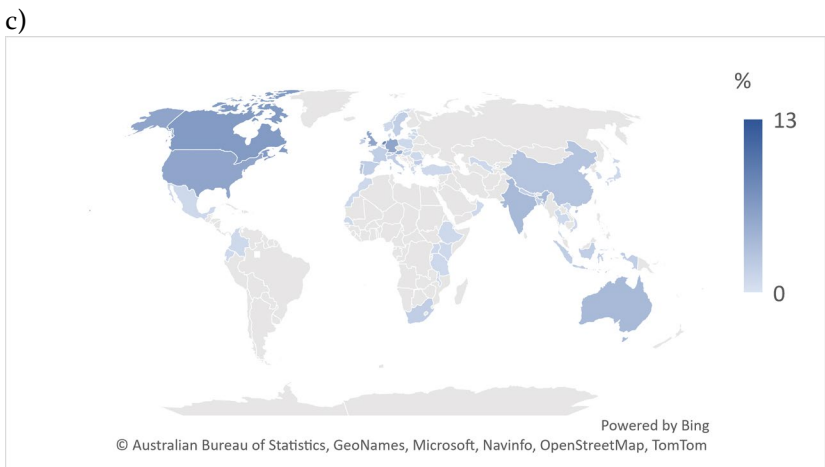 c)
%
13
0
Powered by Bing
© Australian Bureau of Statistics, GeoNames, Microsoft, Navinfo, OpenStreetMap, TomTom